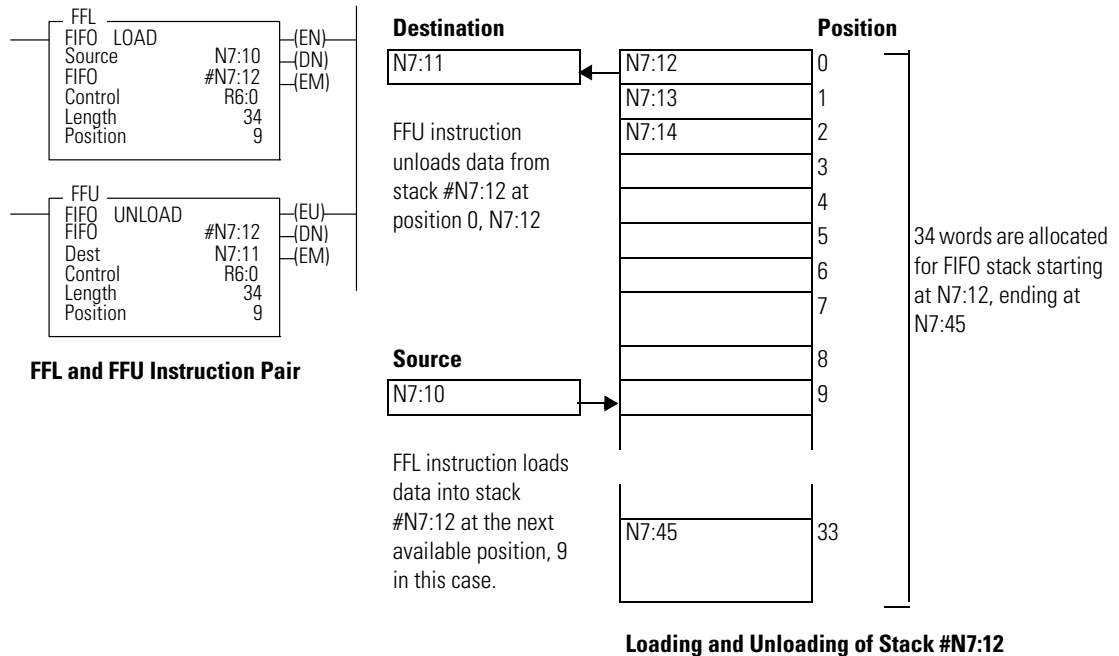 FFL
FIFO LOAD
Source N7:10
FIFO #N7:12
Control R6:0
Length 34
Position 9
(EN)
(DN)
(EM)
FFU
FIFO UNLOAD
FIFO #N7:12
Dest N7:11
Control R6:0
Length 34
Position 9
(EU)
(DN)
(EM)
FFL and FFU Instruction Pair
Destination
N7:11
FFU instruction
unloads data from
stack #N7:12 at
position 0, N7:12
Source
N7:10
FFL instruction loads
data into stack
#N7:12 at the next
available position, 9
in this case.
Position
N7:12 0
N7:13 1
N7:14 2
3
4
5
6
7
8
9
N7:45 33
34 words are allocated
for FIFO stack starting
at N7:12, ending at
N7:45
Loading and Unloading of Stack #N7:12